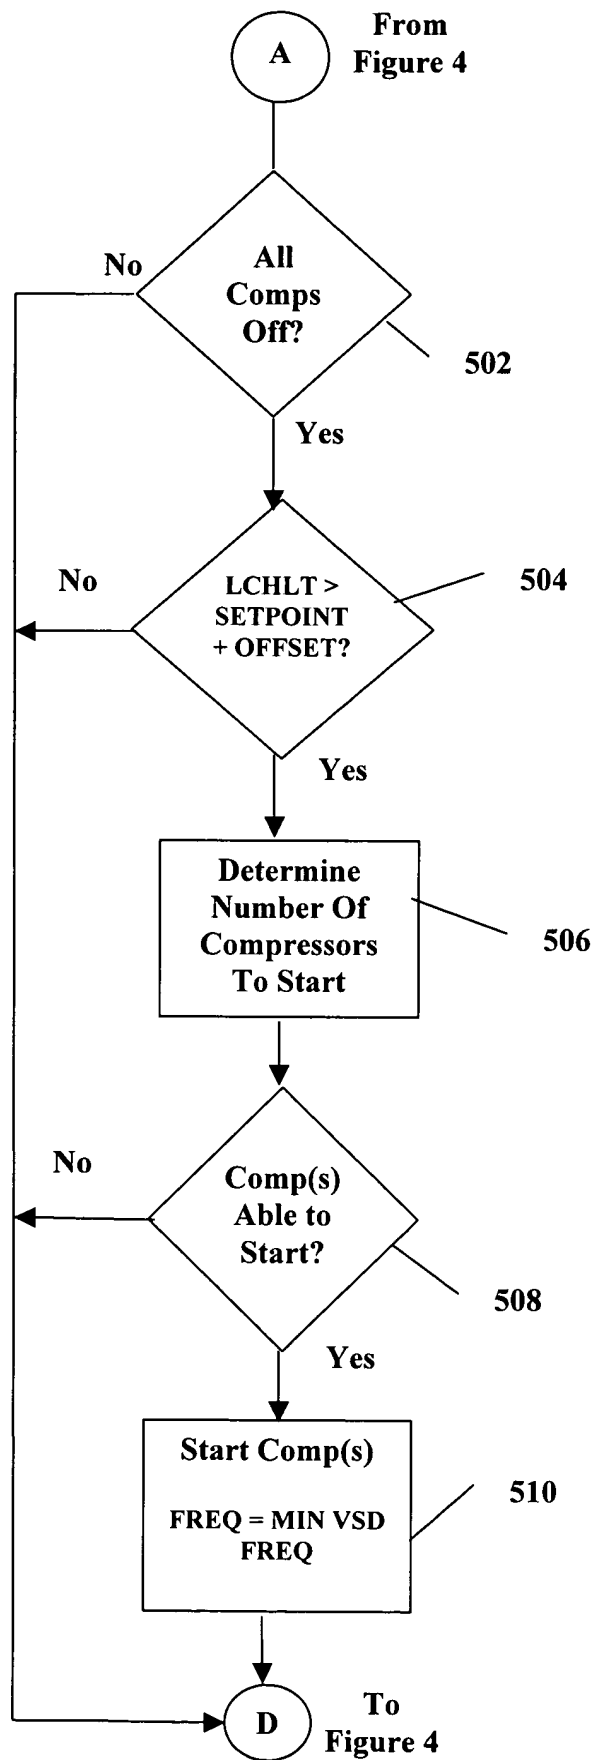 From
A
Figure 4
No
All
Comps
Off?
502
Yes
No
LCHLT >
SETPOINT
+ OFFSET?
504
Yes
Determine
Number Of
Compressors
To Start
506
No
Comp(s)
Able to
Start?
508
Yes
Start Comp(s)
FREQ = MIN VSD
FREQ
510
D
To
Figure 4